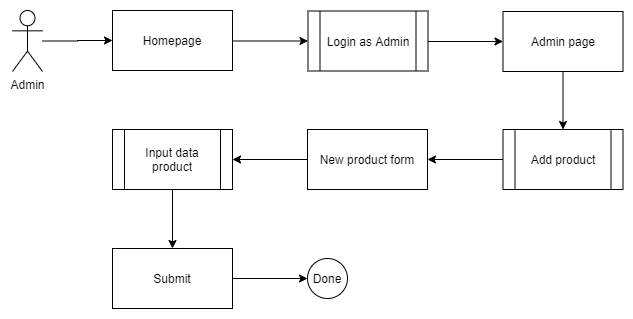 Admin
Homepage
Login as Admin
Admin page
Input data
product
New product form
Add product
Submit
Done